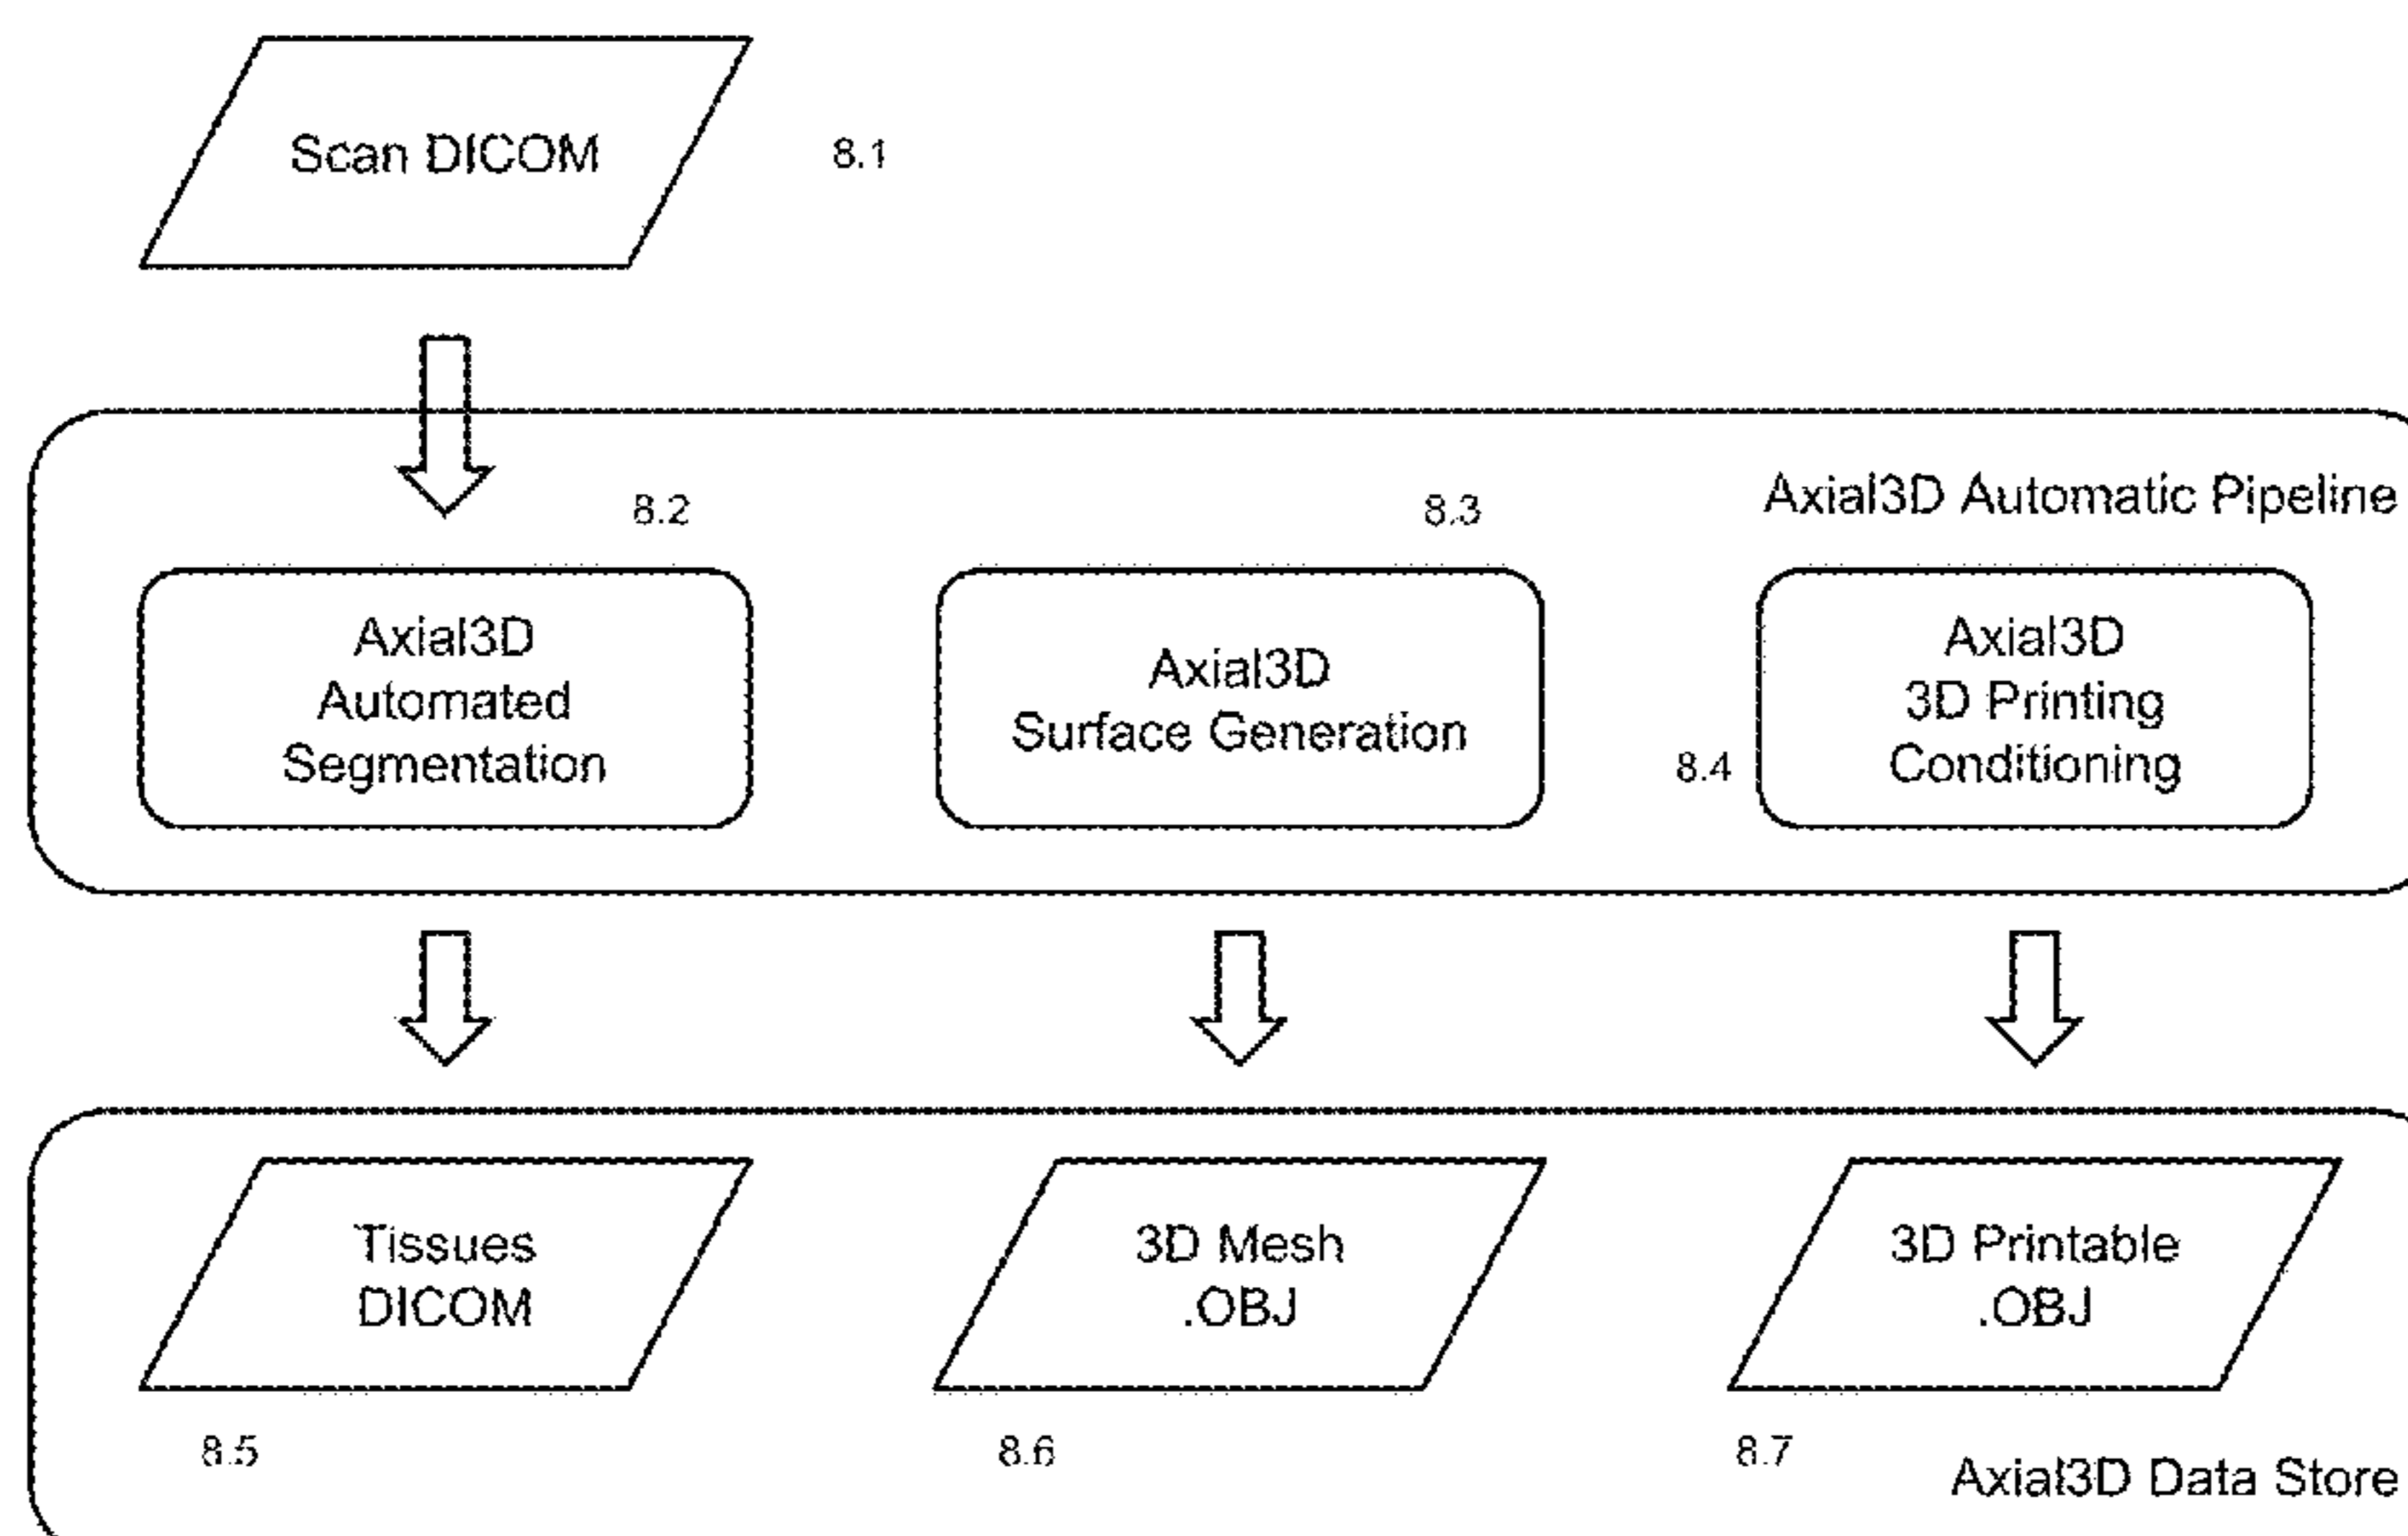 Scan DICOM
8.1
8.2
8.3
Axial3D Automatic Pipeline
Axial3D
Automated
Segmentation
Axial3D
Surface Generation
8.4
Axial3D
3D Printing
Conditioning
Tissues
DICOM
3D Mesh
.OBJ
3D Printable
.OBJ
8.5
8.6
8.7
Axial3D Data Store